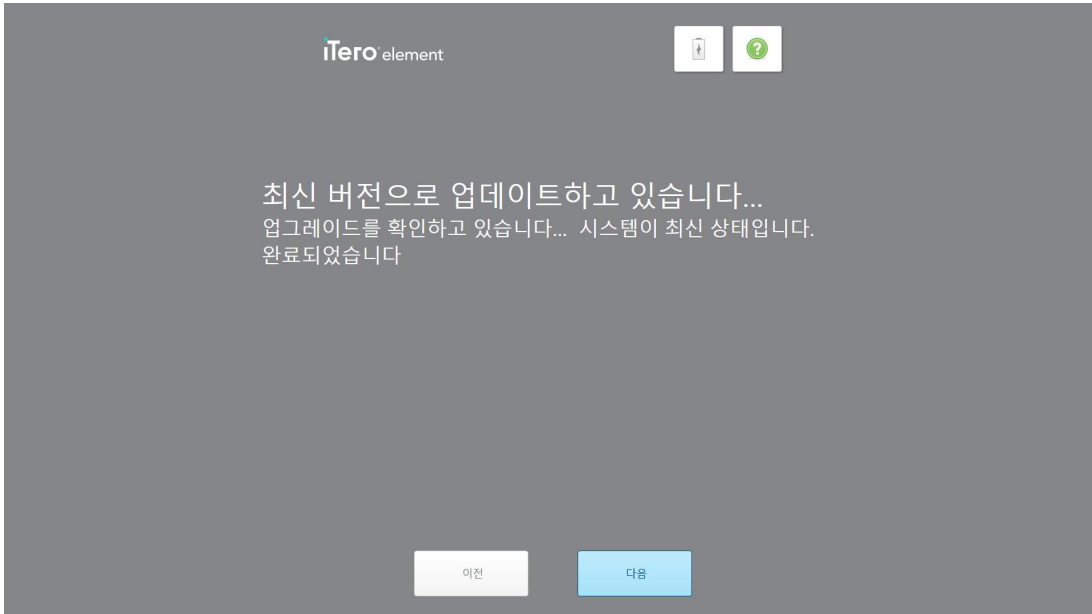 iTero element
최신 버전으로 업데이트하고 있습니다...
업그레이드를 확인하고 있습니다... 시스템이 최신 상태입니다.
완료되었습니다
이전
다음